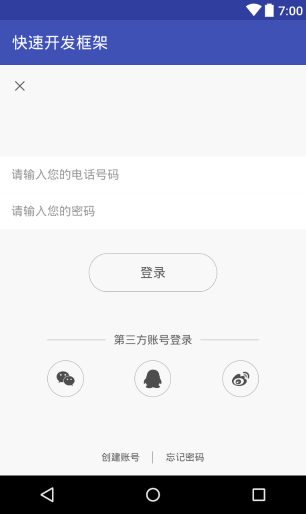 7:00
快速开发框架
请输入您的电话号码
请输入您的密码
登录
第三方账号登录
创建账号
忘记密码